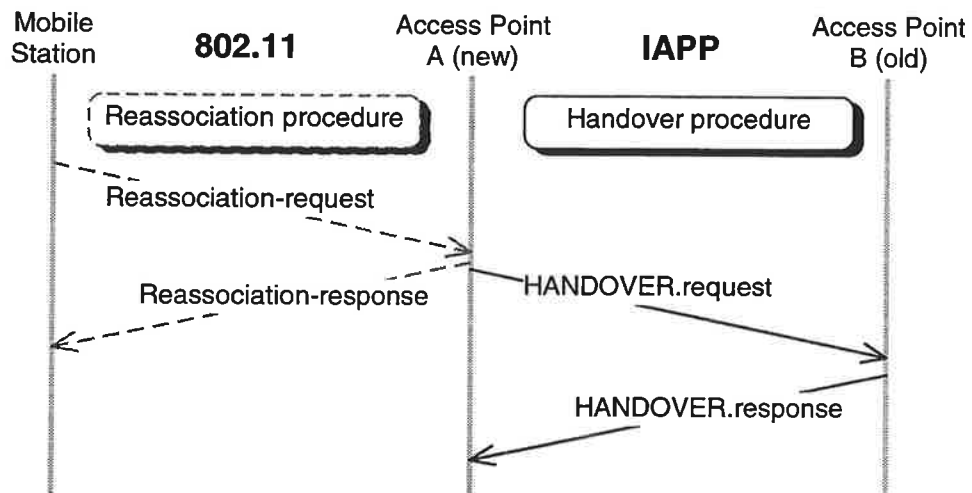 Mobile
Station
802.11
Access Point
A (new)
IAPP
Access Point
B (old)
Reassociation procedure
Handover procedure
Reassociation-request
Reassociation-response
HANDOVER.request
HANDOVER.response